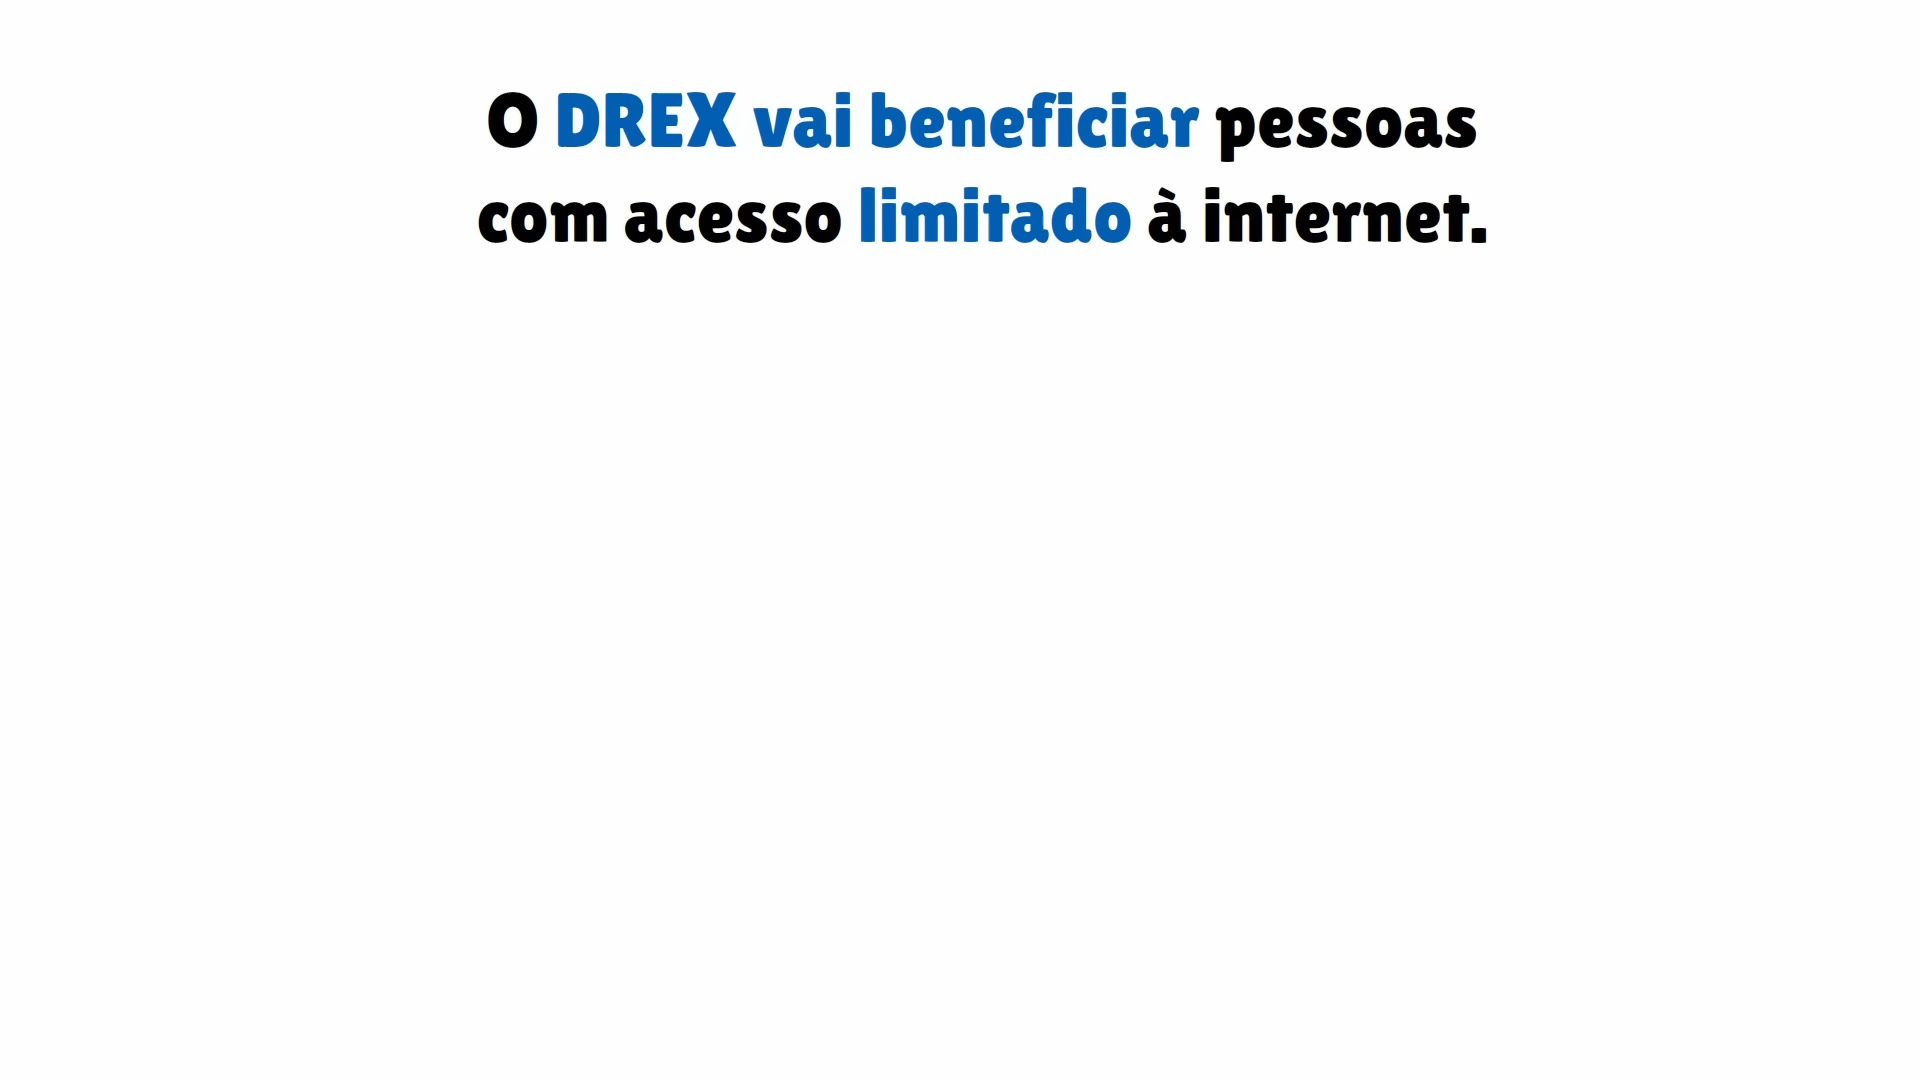 O DREX vai beneficiar pessoas
com acesso limitado à internet.